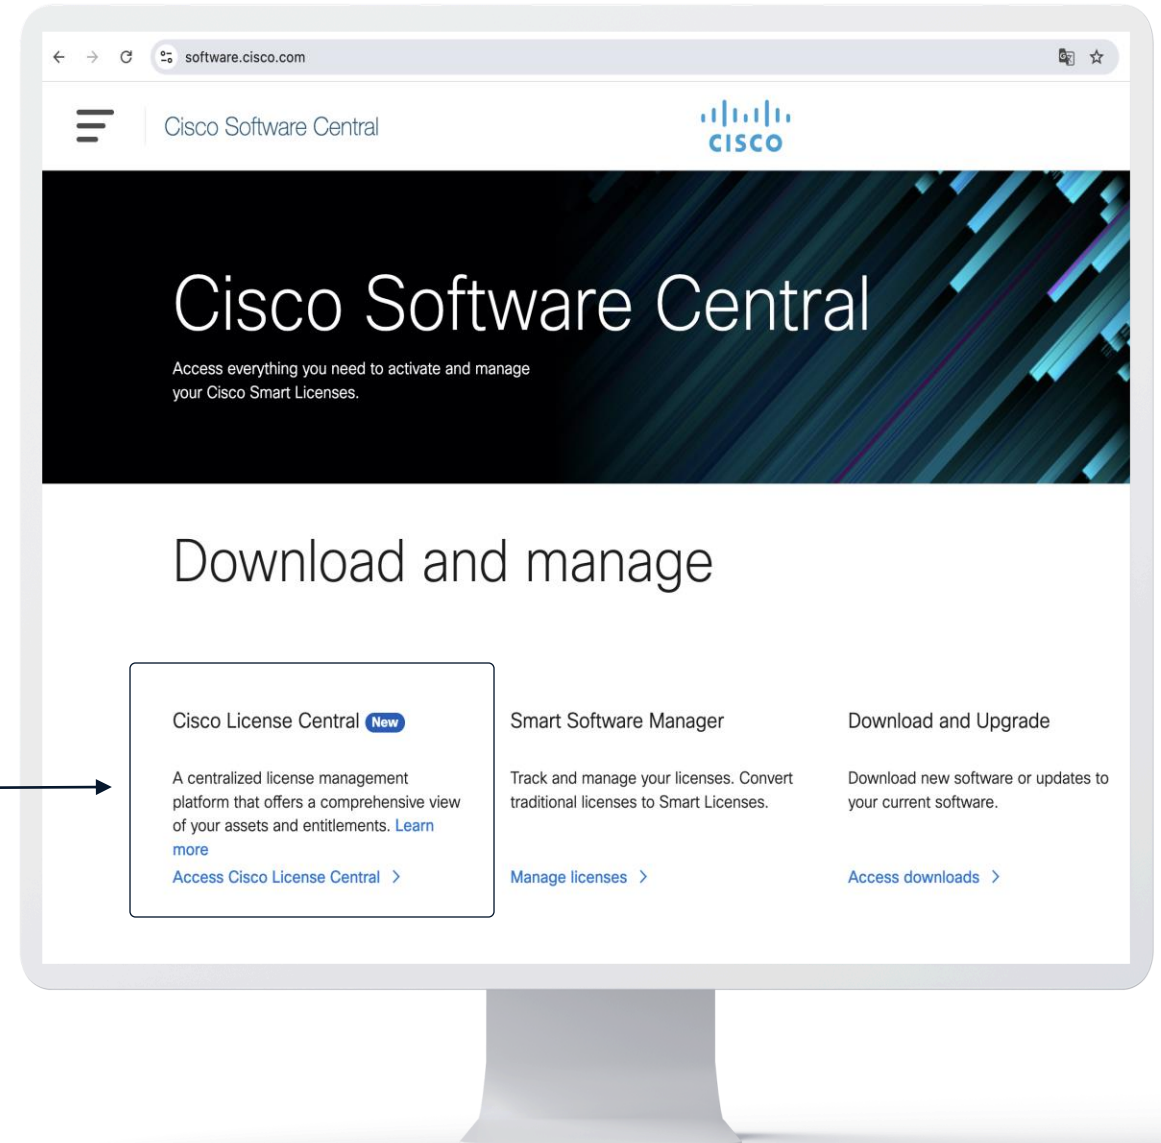 software.cisco.com
Cisco Software Central
CISCO
Cisco Software Central
Access everything you need to activate and manage
your Cisco Smart Licenses.
Download and manage
Cisco License Central New
A centralized license management
platform that offers a comprehensive view
of your assets and entitlements. Learn
more
Access Cisco License Central >
Smart Software Manager
Track and manage your licenses. Convert
traditional licenses to Smart Licenses.
Manage licenses >
Download and Upgrade
Download new software or updates to
your current software.
Access downloads >